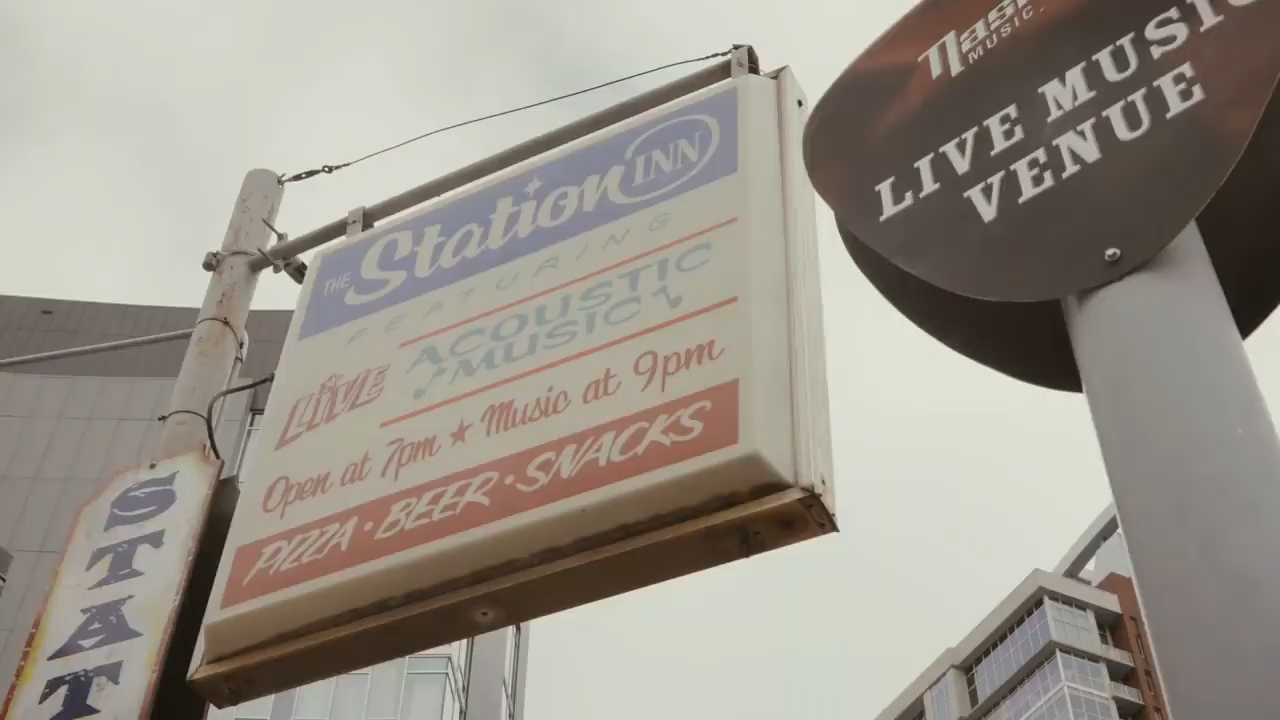 THE Station INN
FEATURING
LIVE ACOUSTIC
MUSIC
Open at 7pm ★ Music at 9pm
PIZZA · BEER · SNACKS
STAT
MUSIC.
LIVE MUSIC
VENUE